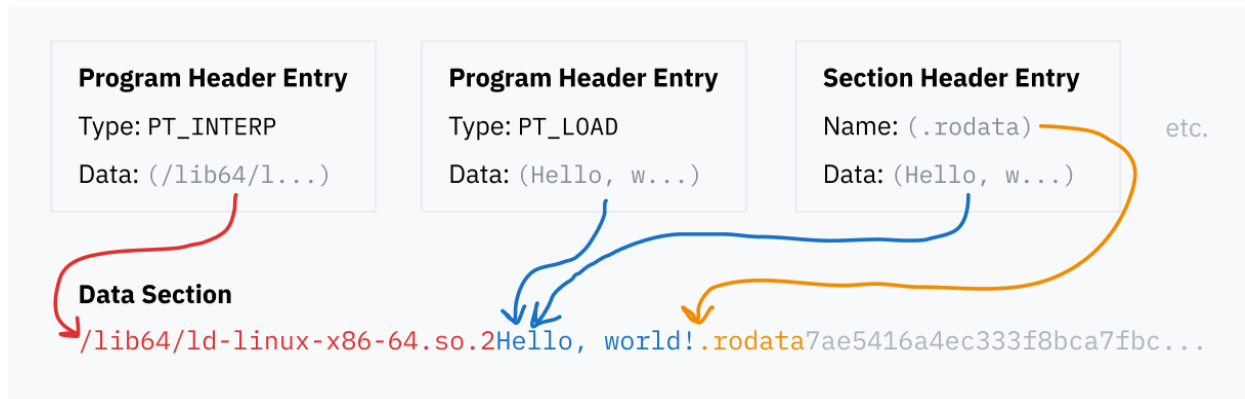 Program Header Entry
Type: PT_INTERP
Data: (/lib64/l...)
Program Header Entry
Type: PT_LOAD
Data: (Hello, w...)
Section Header Entry
Name: (.rodata)
Data: (Hello, w...)
etc.
Data Section
/lib64/ld-linux-x86-64.so.2Hello, world!.rodata7ae5416a4ec333f8bca7fbc...